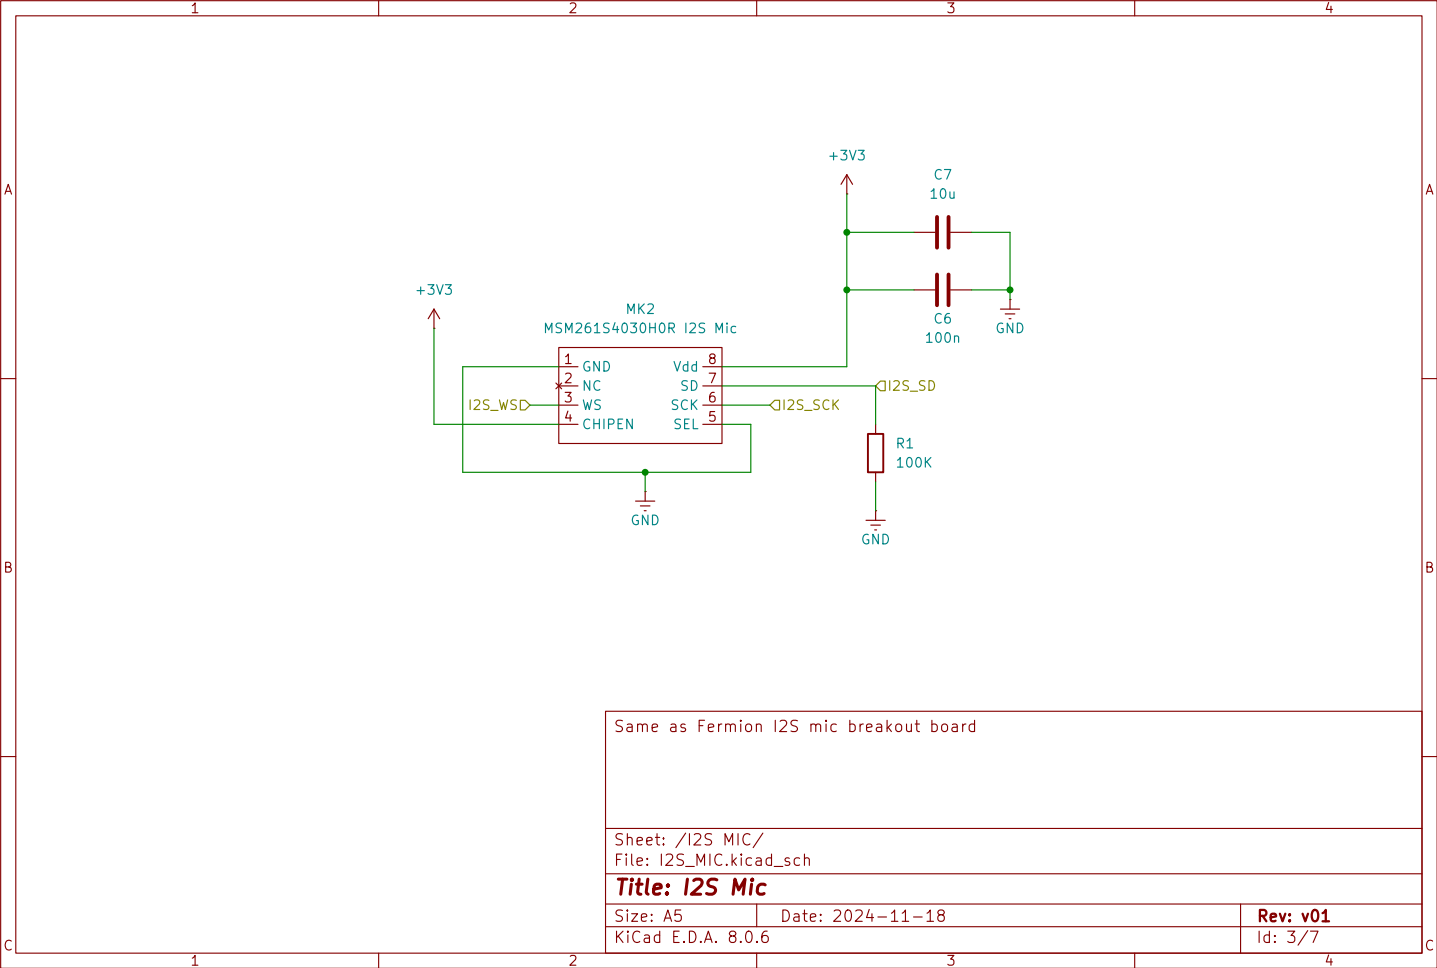 1 2 3 4
+3V3
C7
10u
A A
+3V3
C6
100n
GND
MK2
MSM261S4030H0R I2S Mic
1 GND Vdd 8
2 NC SD 7 I2S_SD
I2S_WS 3 WS SCK 6 I2S_SCK
4 CHIPEN SEL 5
R1
100K
GND
GND
B B
Same as Fermion I2S mic breakout board
Sheet: /I2S MIC/
File: I2S_MIC.kicad_sch
Title: I2S Mic
Size: A5 Date: 2024-11-18 Rev: v01
KiCad E.D.A. 8.0.6 Id: 3/7
C C
1 2 3 4